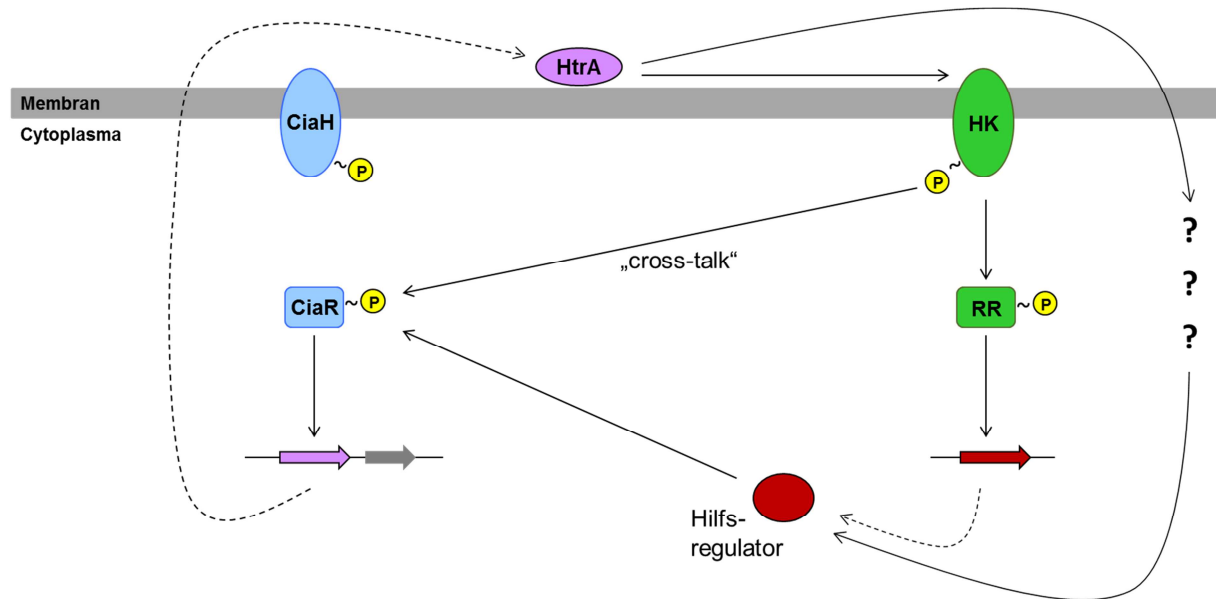 HtrA
Membran
CiaH
HK
Cytoplasma
~P
P~
?
„cross-talk“
?
CiaR ~P
RR ~P
?
Hilfs-
regulator